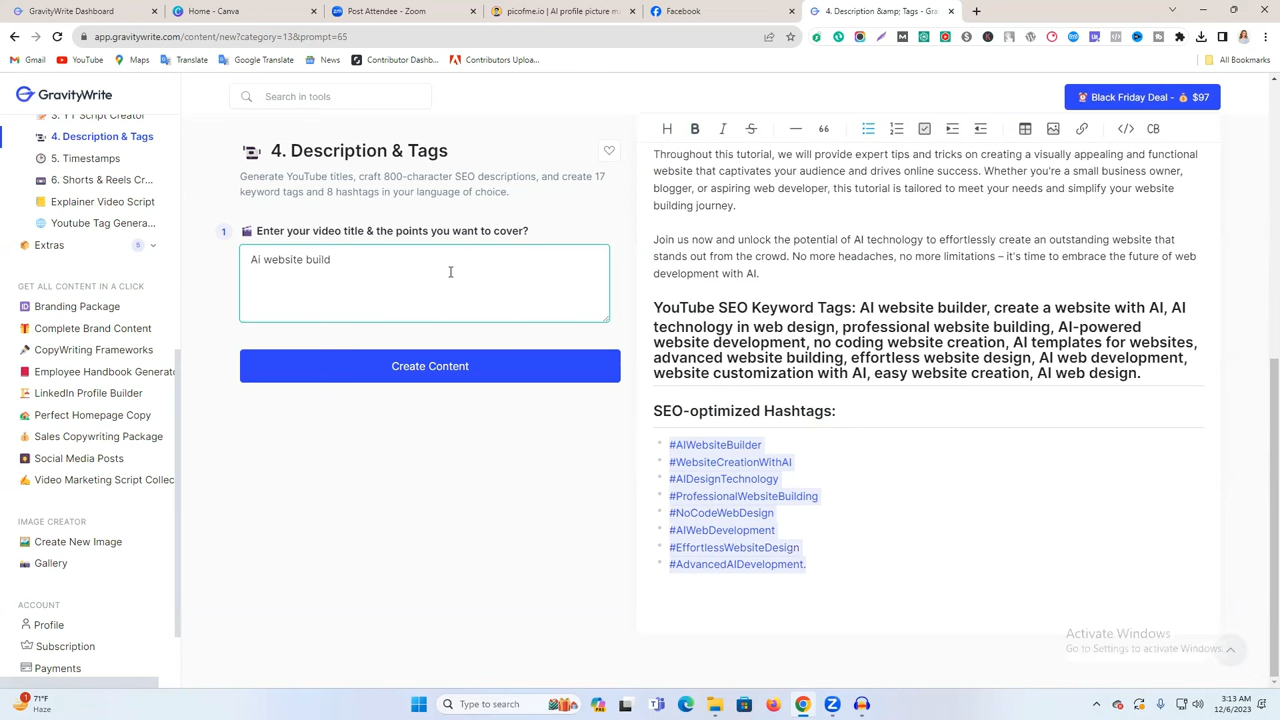 GravityWrite Dashboard
Home - Canva
Post Attendee - Zoom
picofme.io | AI profile picture m
Facebook
4. Description &amp; Tags - Gra
app.gravitywrite.com/content/new?category=13&prompt=65
Gmail
YouTube
Maps
Translate
Google Translate
News
Contributor Dashb...
Contributors Uploa...
All Bookmarks
GravityWrite
Search in tools
Black Friday Deal - 💰 $97
3. YT Script Creator
4. Description & Tags
5. Timestamps
6. Shorts & Reels Cr...
Explainer Video Script
Youtube Tag Genera...
Extras
5
GET ALL CONTENT IN A CLICK
Branding Package
Complete Brand Content
CopyWriting Frameworks
Employee Handbook Generato
LinkedIn Profile Builder
Perfect Homepage Copy
Sales Copywriting Package
Social Media Posts
Video Marketing Script Collec
IMAGE CREATOR
Create New Image
Gallery
ACCOUNT
Profile
Subscription
Payments
4. Description & Tags
Generate YouTube titles, craft 800-character SEO descriptions, and create 17
keyword tags and 8 hashtags in your language of choice.
1
Enter your video title & the points you want to cover?
Ai website build
Create Content
H B I S — 66 </> CB
Throughout this tutorial, we will provide expert tips and tricks on creating a visually appealing and functional
website that captivates your audience and drives online success. Whether you're a small business owner,
blogger, or aspiring web developer, this tutorial is tailored to meet your needs and simplify your website
building journey.
Join us now and unlock the potential of AI technology to effortlessly create an outstanding website that
stands out from the crowd. No more headaches, no more limitations – it's time to embrace the future of web
development with AI.
YouTube SEO Keyword Tags: AI website builder, create a website with AI, AI
technology in web design, professional website building, AI-powered
website development, no coding website creation, AI templates for websites,
advanced website building, effortless website design, AI web development,
website customization with AI, easy website creation, AI web design.
SEO-optimized Hashtags:
#AIWebsiteBuilder
#WebsiteCreationWithAI
#AIDesignTechnology
#ProfessionalWebsiteBuilding
#NoCodeWebDesign
#AIWebDevelopment
#EffortlessWebsiteDesign
#AdvancedAIDevelopment.
Activate Windows
Go to Settings to activate Windows.
71°F
Haze
Type to search
3:13 AM
12/6/2023